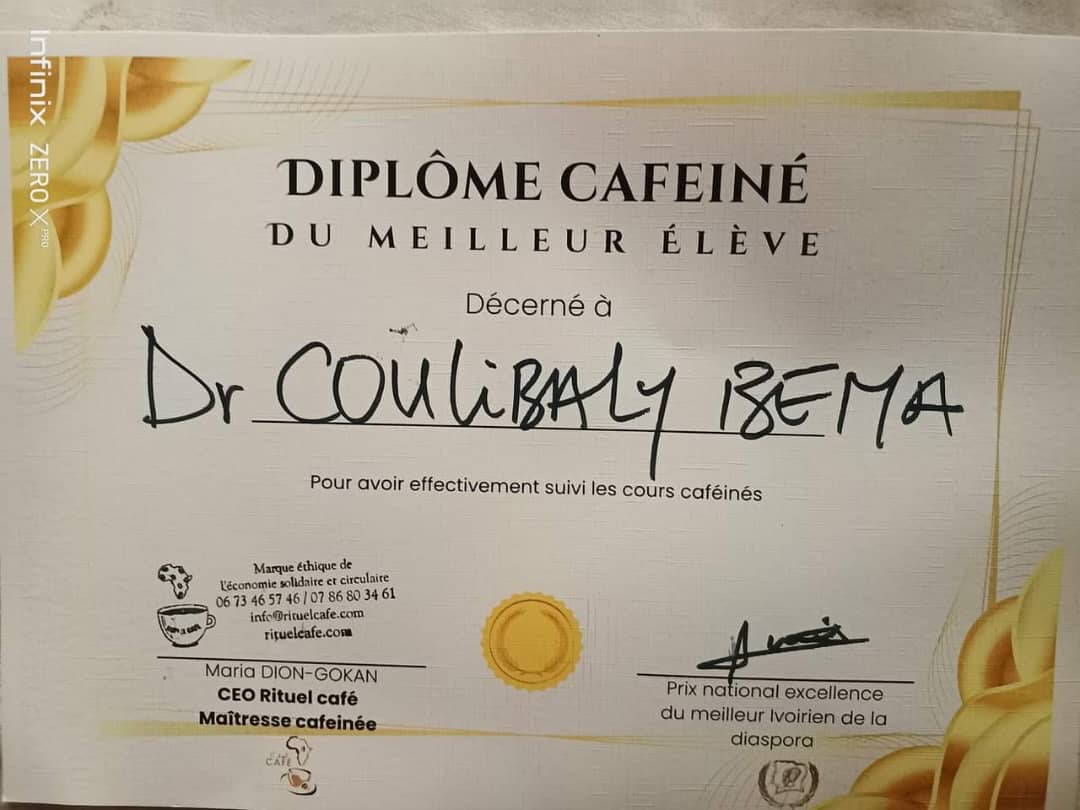 Infinix ZERO X PRO
DIPLÔME CAFEINÉ
DU MEILLEUR ÉLÈVE
Décerné à
Dr COULIBALY BEMA
Pour avoir effectivement suivi les cours caféinés
Marque éthique de
l'économie solidaire et circulaire
06 73 46 57 46 / 07 86 80 34 61
info@rituelcafe.com
rituelcafe.com
Maria DION-GOKAN
CEO Rituel café
Maîtresse cafeinée
CAFÉ
Prix national excellence
du meilleur Ivoirien de la
diaspora